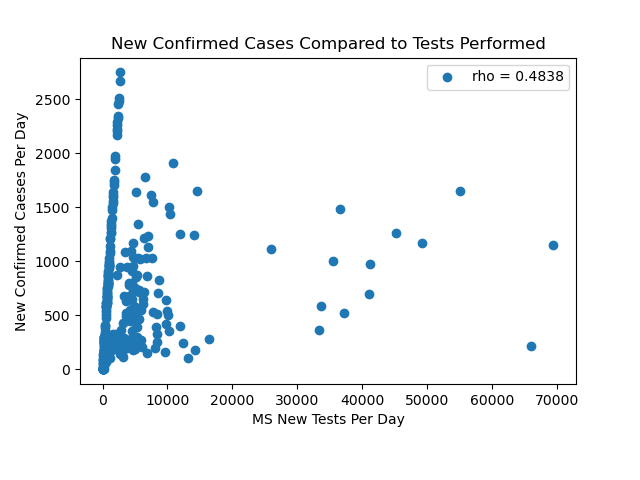 New Confirmed Cases Compared to Tests Performed
rho = 0.4838
New Confirmed Caeses Per Day
2500
2000
1500
1000
500
0
0 10000 20000 30000 40000 50000 60000 70000
MS New Tests Per Day